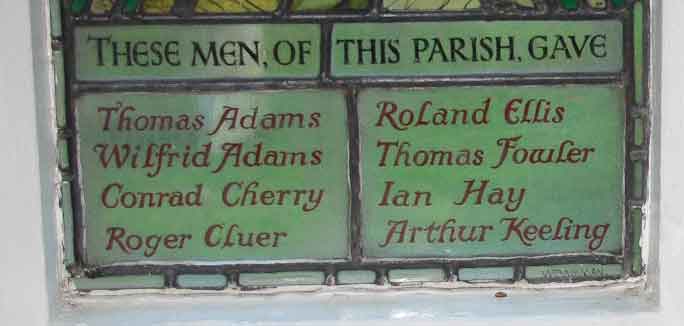 THESE MEN, OF THIS PARISH, GAVE
Thomas Adams
Wilfrid Adams
Conrad Cherry
Roger Cluer
Roland Ellis
Thomas Fowler
Ian Hay
Arthur Keeling